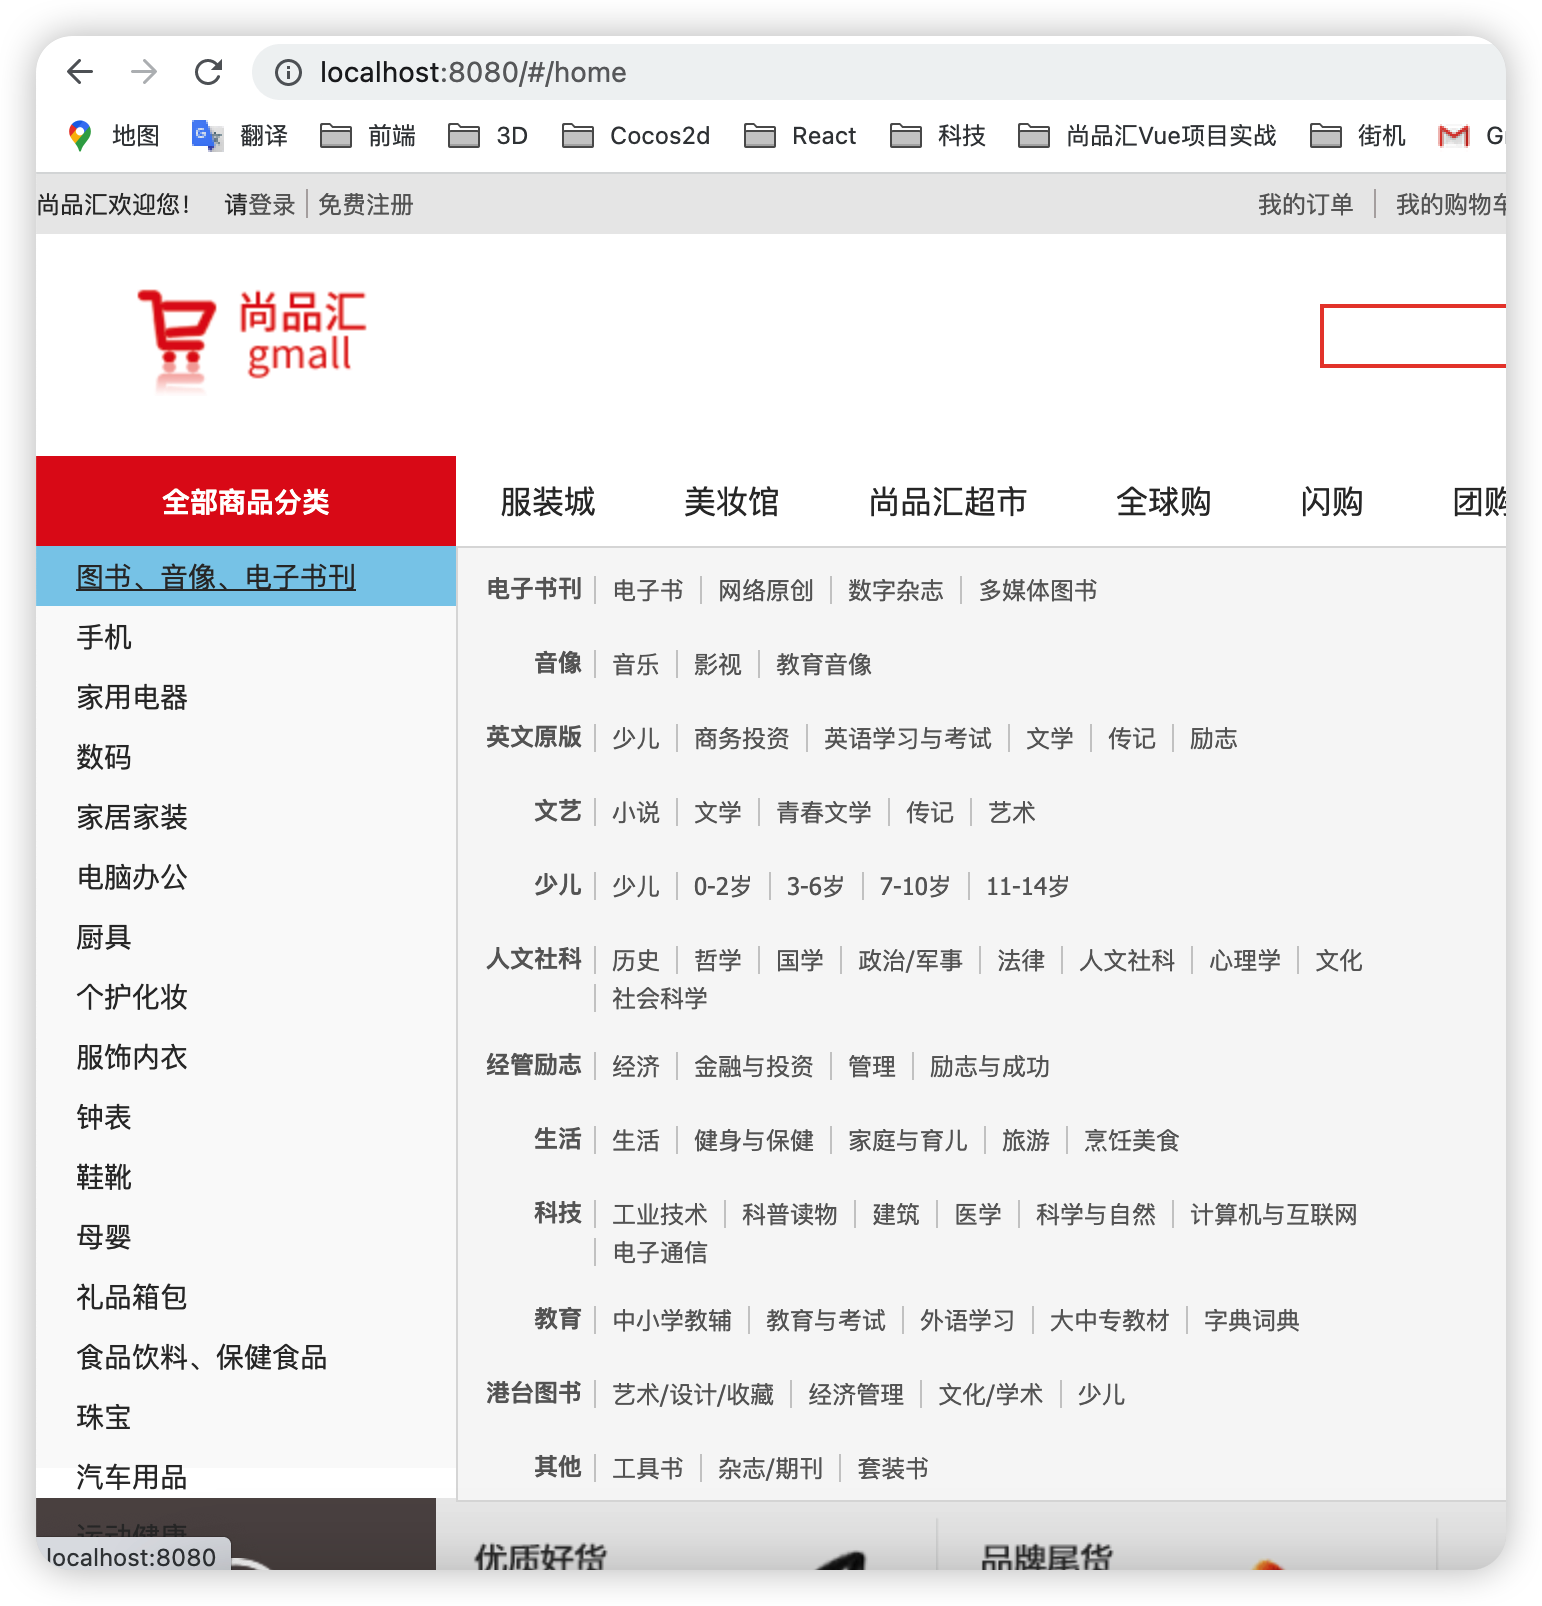 localhost:8080/#/home
地图 翻译 前端 3D Cocos2d React 科技 尚品汇Vue项目实战 街机
尚品汇欢迎您! 请登录 免费注册 我的订单 我的购物车
尚品汇
gmall
全部商品分类 服装城 美妆馆 尚品汇超市 全球购 闪购 团购
图书、音像、电子书刊
手机
家用电器
数码
家居家装
电脑办公
厨具
个护化妆
服饰内衣
钟表
鞋靴
母婴
礼品箱包
食品饮料、保健食品
珠宝
汽车用品
运动健康
电子书刊 电子书 网络原创 数字杂志 多媒体图书
音像 音乐 影视 教育音像
英文原版 少儿 商务投资 英语学习与考试 文学 传记 励志
文艺 小说 文学 青春文学 传记 艺术
少儿 少儿 0-2岁 3-6岁 7-10岁 11-14岁
人文社科 历史 哲学 国学 政治/军事 法律 人文社科 心理学 文化
社会科学
经管励志 经济 金融与投资 管理 励志与成功
生活 生活 健身与保健 家庭与育儿 旅游 烹饪美食
科技 工业技术 科普读物 建筑 医学 科学与自然 计算机与互联网
电子通信
教育 中小学教辅 教育与考试 外语学习 大中专教材 字典词典
港台图书 艺术/设计/收藏 经济管理 文化/学术 少儿
其他 工具书 杂志/期刊 套装书
优质好货 品牌尾货
localhost:8080